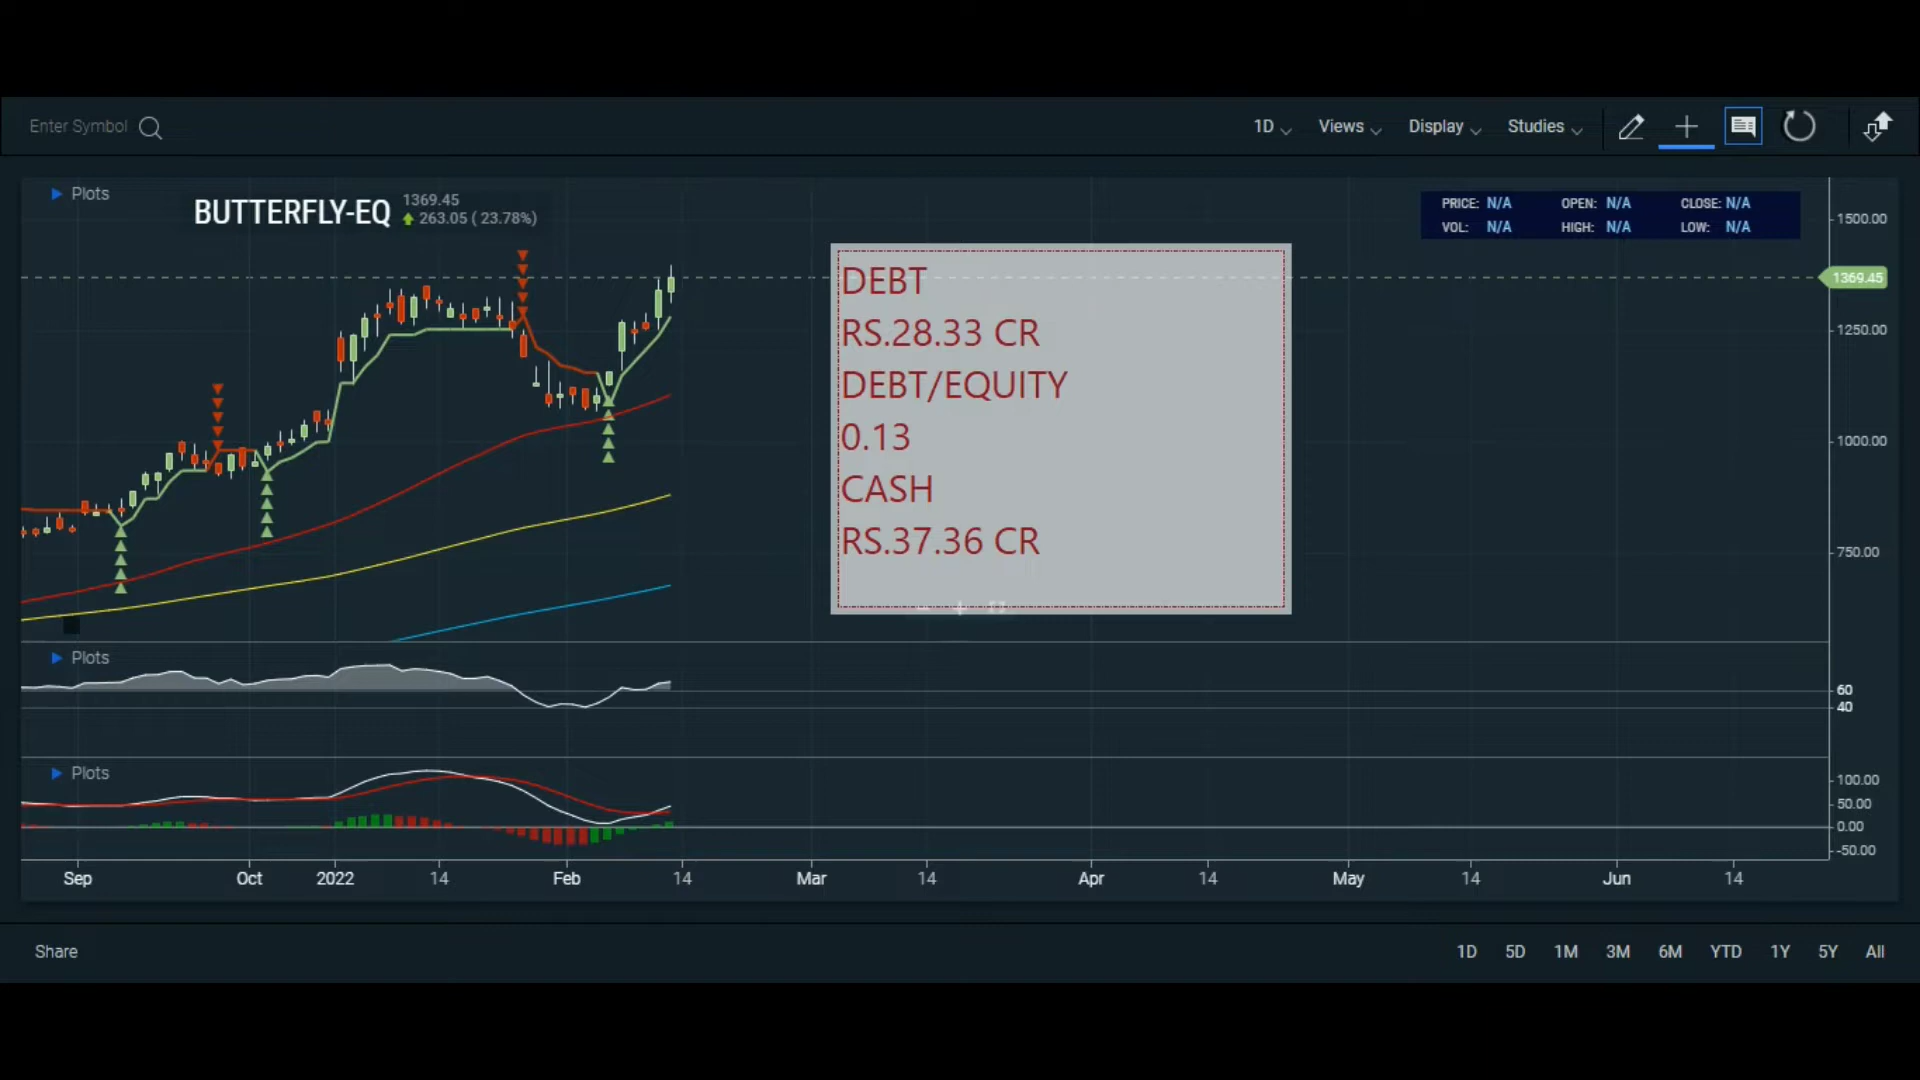 Enter Symbol
1D Views Display Studies
Plots
BUTTERFLY-EQ
1369.45
263.05 ( 23.78%)
PRICE: N/A OPEN: N/A CLOSE: N/A
VOL: N/A HIGH: N/A LOW: N/A
1500.00
1369.45
1250.00
1000.00
750.00
DEBT
RS.28.33 CR
DEBT/EQUITY
0.13
CASH
RS.37.36 CR
Plots
60
40
Plots
100.00
50.00
0.00
-50.00
Sep Oct 2022 14 Feb 14 Mar 14 Apr 14 May 14 Jun 14
Share
1D 5D 1M 3M 6M YTD 1Y 5Y All